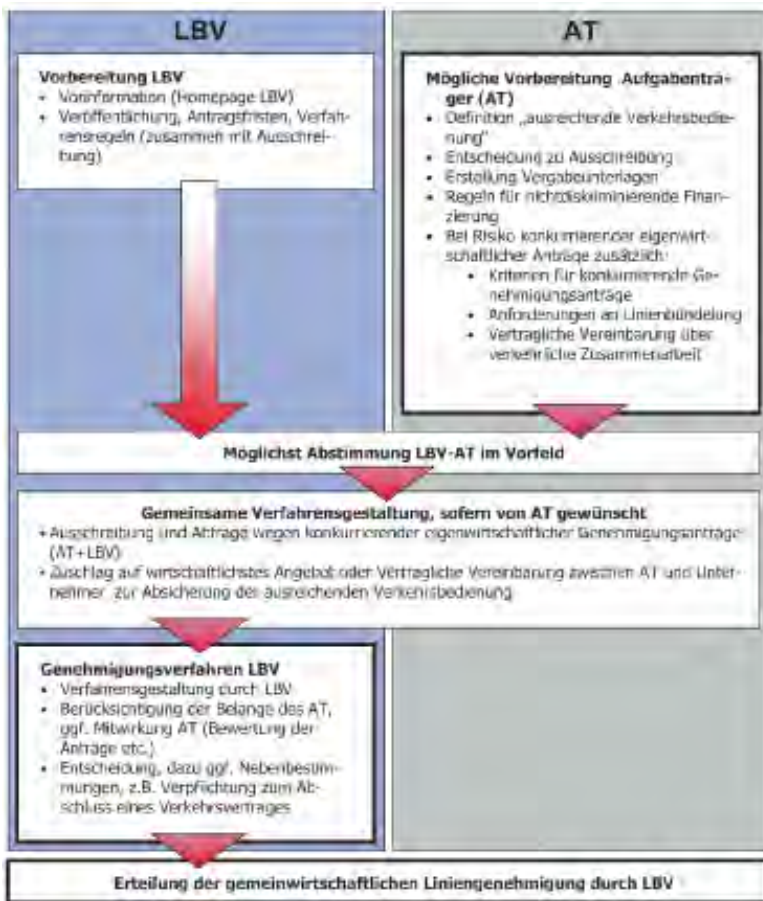 LBV
AT
Vorbereitung LBV
• Vorinformation (Homepage LBV)
• Veröffentlichung, Antragsfristen, Verfah-
rensregeln (zusammen mit Ausschrei-
bung)
Mögliche Vorbereitung Aufgabenträ-
ger (AT)
• Definition „ausreichende Verkehrsbedie-
nung“
• Entscheidung zu Ausschreibung
• Erstellung Vergabeunterlagen
• Regeln für nichtdiskriminierende Finan-
zierung
• Bei Risiko konkurrierender eigenwirt-
schaftlicher Anträge zusätzlich
• Kriterien für konkurrierende Ge-
nehmigungsanträge
• Anforderungen an Linienbündelung
• Vertragliche Vereinbarung über
verkehrliche Zusammenarbeit
Möglichst Abstimmung LBV-AT im Vorfeld
Gemeinsame Verfahrensgestaltung, sofern von AT gewünscht
• Ausschreibung und Abfrage wegen konkurrierender eigenwirtschaftlicher Genehmigungsanträge
(AT+LBV)
• Zuschlag auf wirtschaftlichstes Angebot oder Vertragliche Vereinbarung zwischen AT und Unter-
nehmer zur Absicherung der ausreichenden Verkehrsbedienung
Genehmigungsverfahren LBV
• Verfahrensgestaltung durch LBV
• Berücksichtigung der Belange des AT,
ggf. Mitwirkung AT (Bewertung der
Anträge etc.)
• Entscheidung, dazu ggf. Nebenbestim-
mungen, z.B. Verpflichtung zum Ab-
schluss eines Verkehrsvertrages
Erteilung der gemeinwirtschaftlichen Liniengenehmigung durch LBV